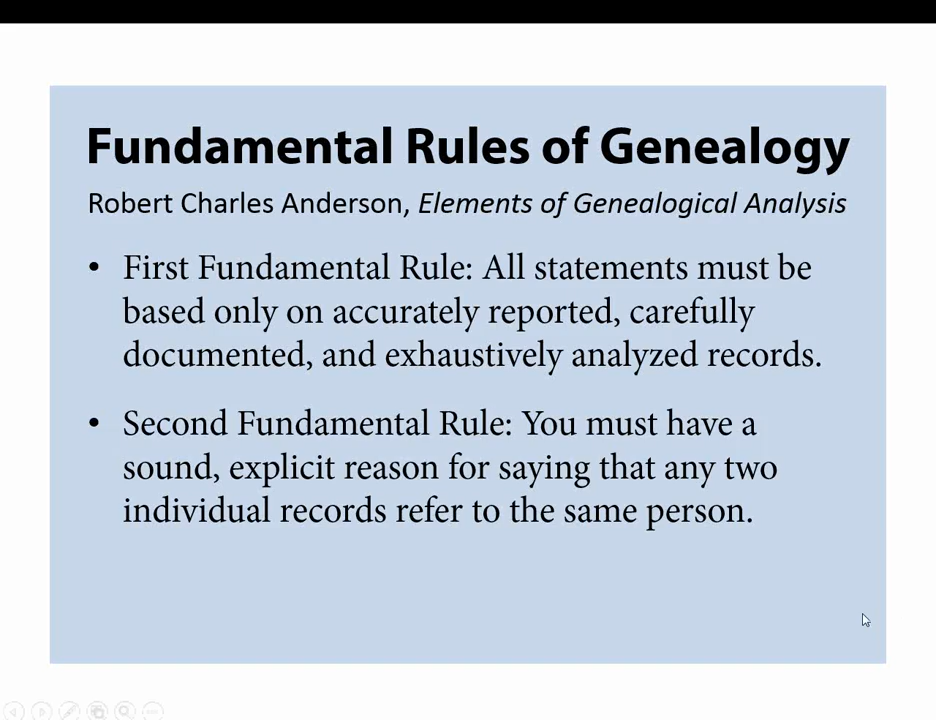 Fundamental Rules of Genealogy
Robert Charles Anderson, Elements of Genealogical Analysis
• First Fundamental Rule: All statements must be
based only on accurately reported, carefully
documented, and exhaustively analyzed records.
• Second Fundamental Rule: You must have a
sound, explicit reason for saying that any two
individual records refer to the same person.